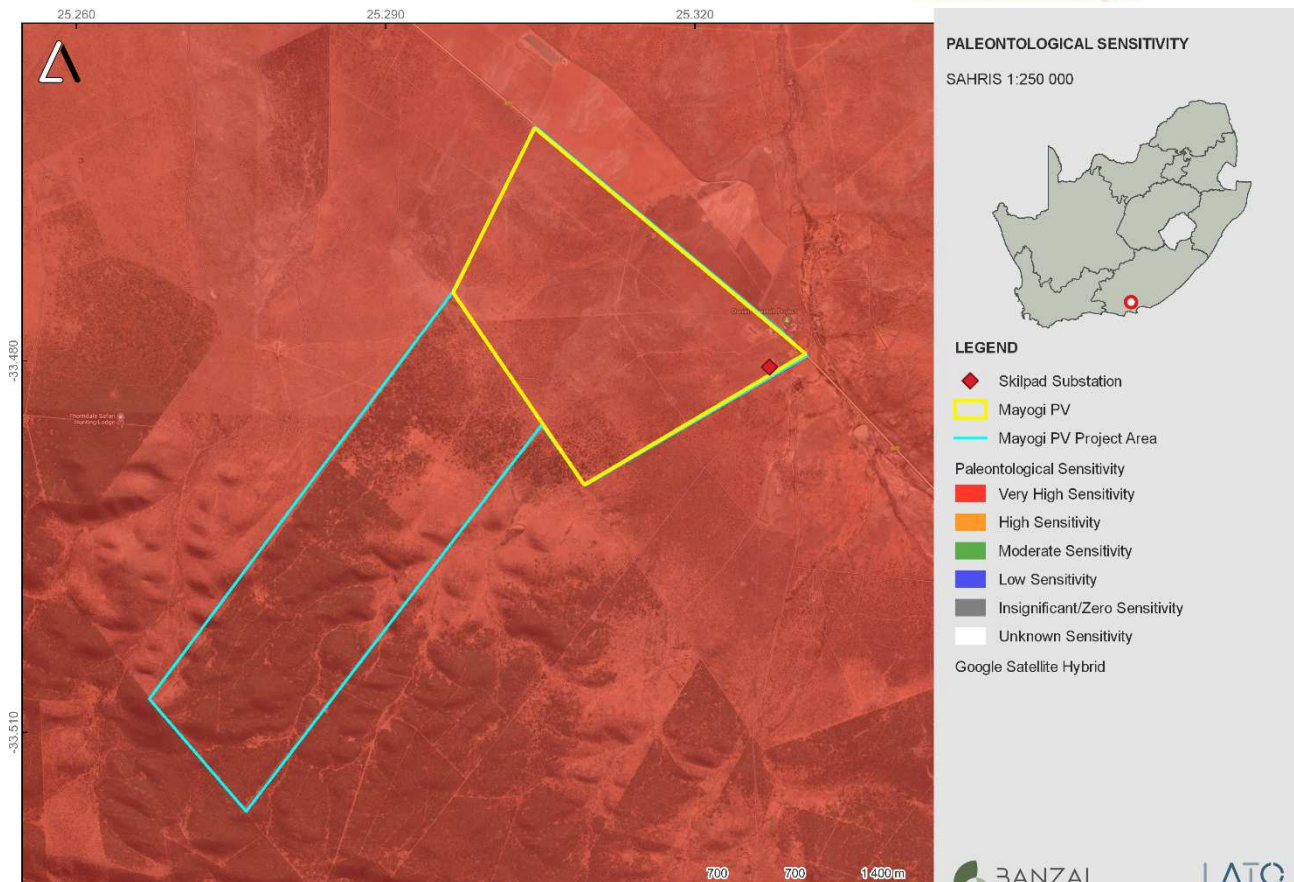 25.260
25.290
25.320
-33.480
-33.510
Thorndale Safari
Hunting Lodge
700
700
1 400 m
PALEONTOLOGICAL SENSITIVITY
SAHRIS 1:250 000
LEGEND
Skilpad Substation
Mayogi PV
Mayogi PV Project Area
Paleontological Sensitivity
Very High Sensitivity
High Sensitivity
Moderate Sensitivity
Low Sensitivity
Insignificant/Zero Sensitivity
Unknown Sensitivity
Google Satellite Hybrid
BANZAI
LATO